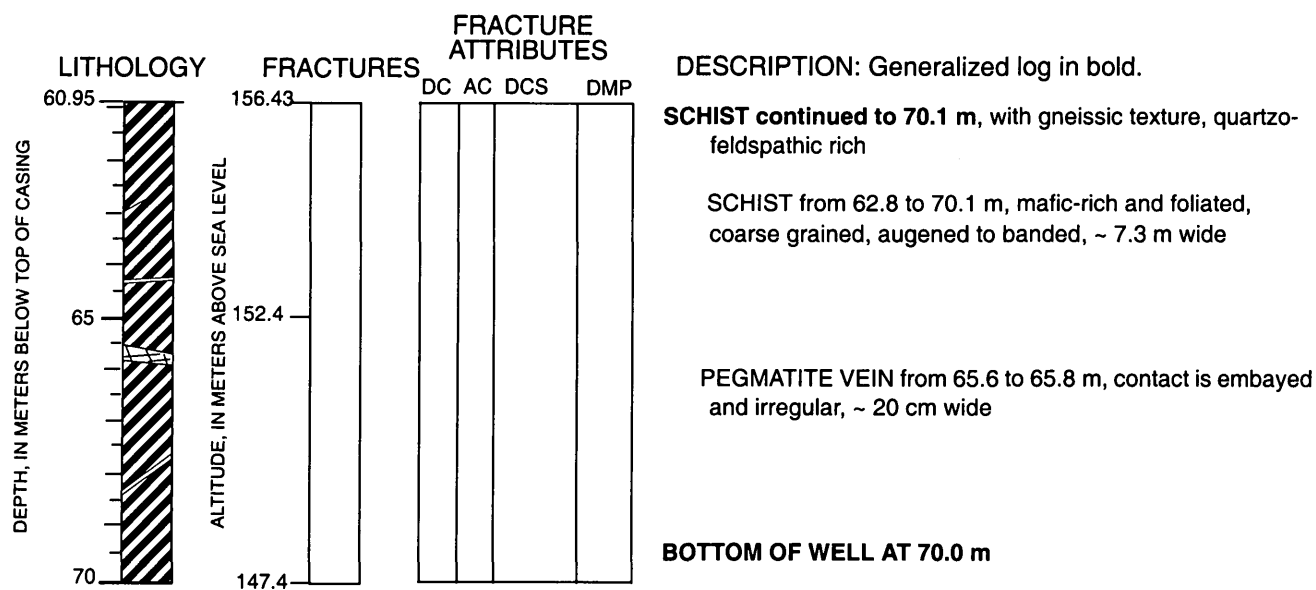 FRACTURE
ATTRIBUTES
LITHOLOGY
FRACTURES
DC AC DCS DMP
DESCRIPTION: Generalized log in bold.
60.95
156.43
SCHIST continued to 70.1 m, with gneissic texture, quartzo-
feldspathic rich
SCHIST from 62.8 to 70.1 m, mafic-rich and foliated,
coarse grained, augened to banded, ~ 7.3 m wide
DEPTH, IN METERS BELOW TOP OF CASING
ALTITUDE, IN METERS ABOVE SEA LEVEL
65
152.4
PEGMATITE VEIN from 65.6 to 65.8 m, contact is embayed
and irregular, ~ 20 cm wide
BOTTOM OF WELL AT 70.0 m
70
147.4